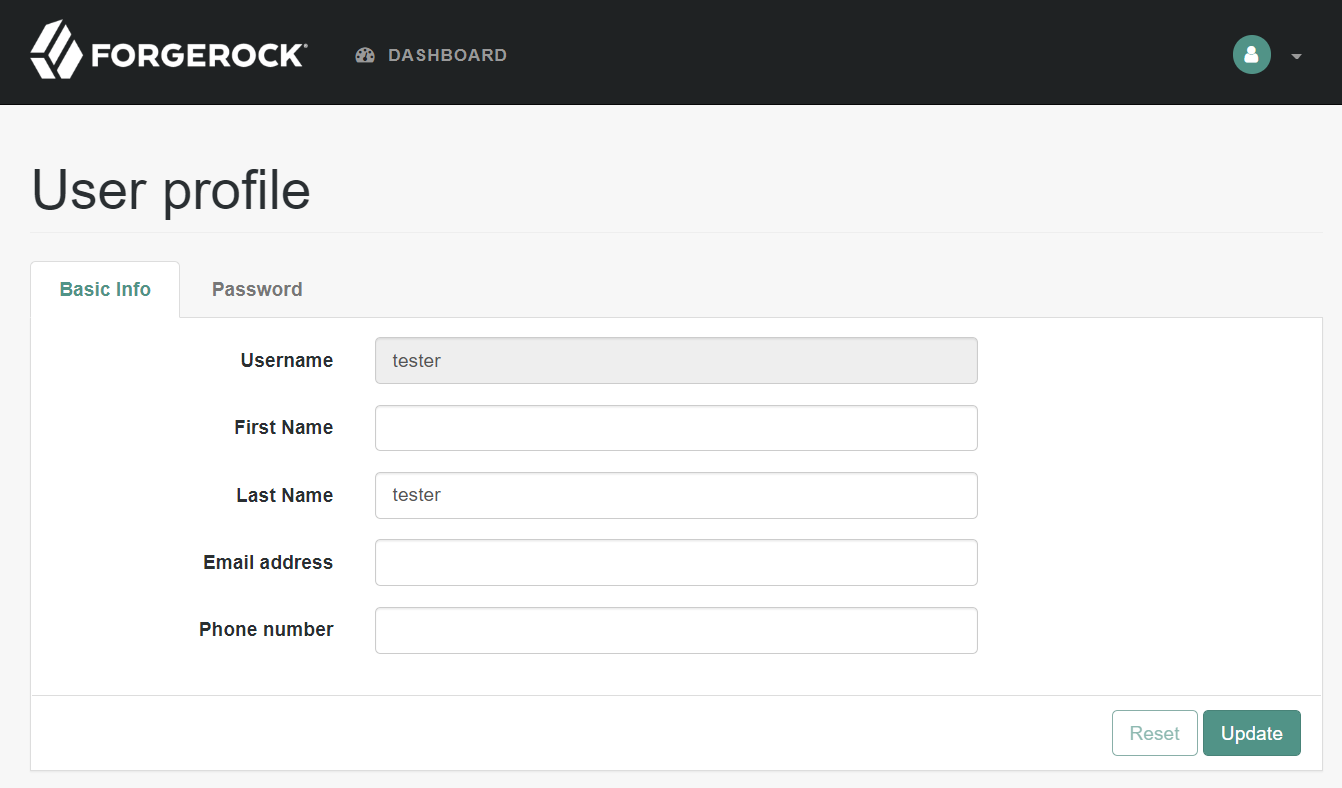 FORGEROCK DASHBOARD
User profile
Basic Info Password
Username tester
First Name
Last Name tester
Email address
Phone number
Reset Update